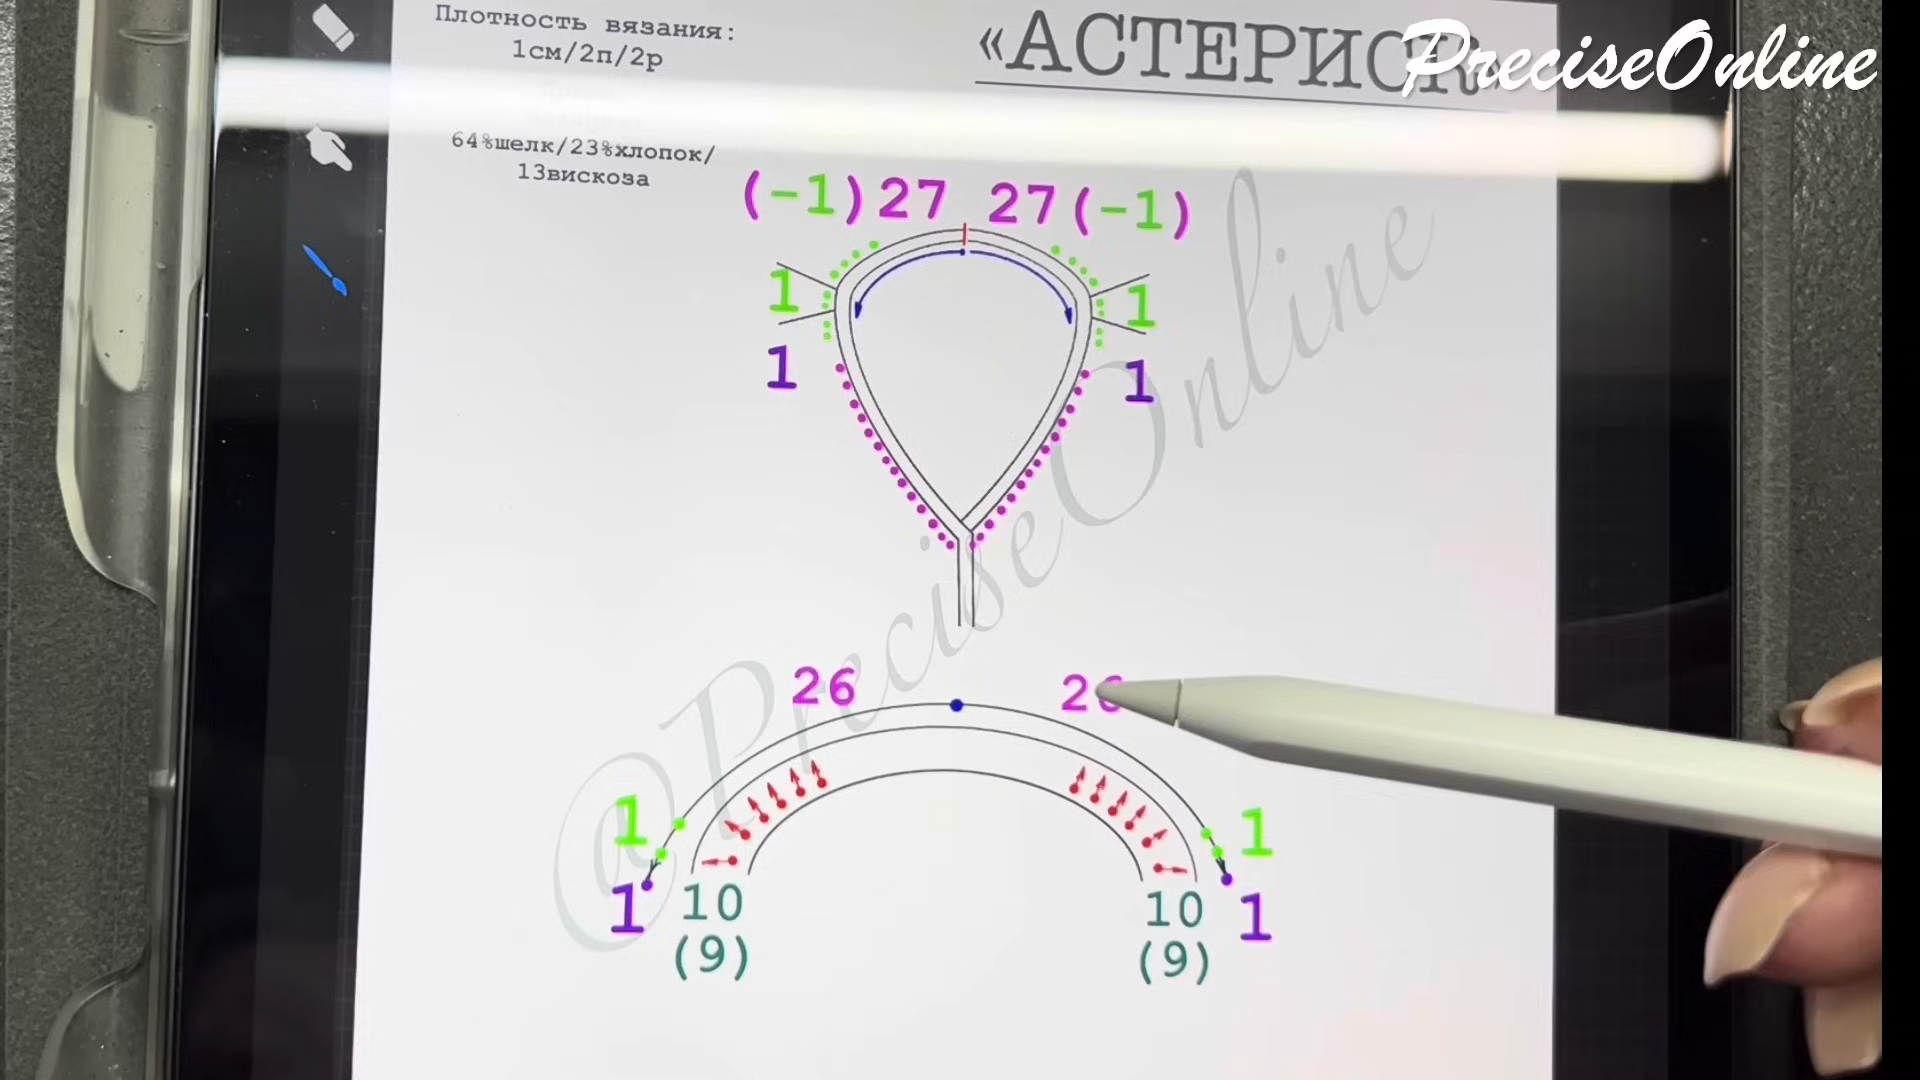 Плотность вязания:
1см/2п/2р
«АСТЕРИСК»
PreciseOnline
64%шелк/23%хлопок/
13вискоза
(-1)27 27(-1)
1 1
1 1
@PreciseOnline
26 26
1 1
1 10 10 1
(9) (9)